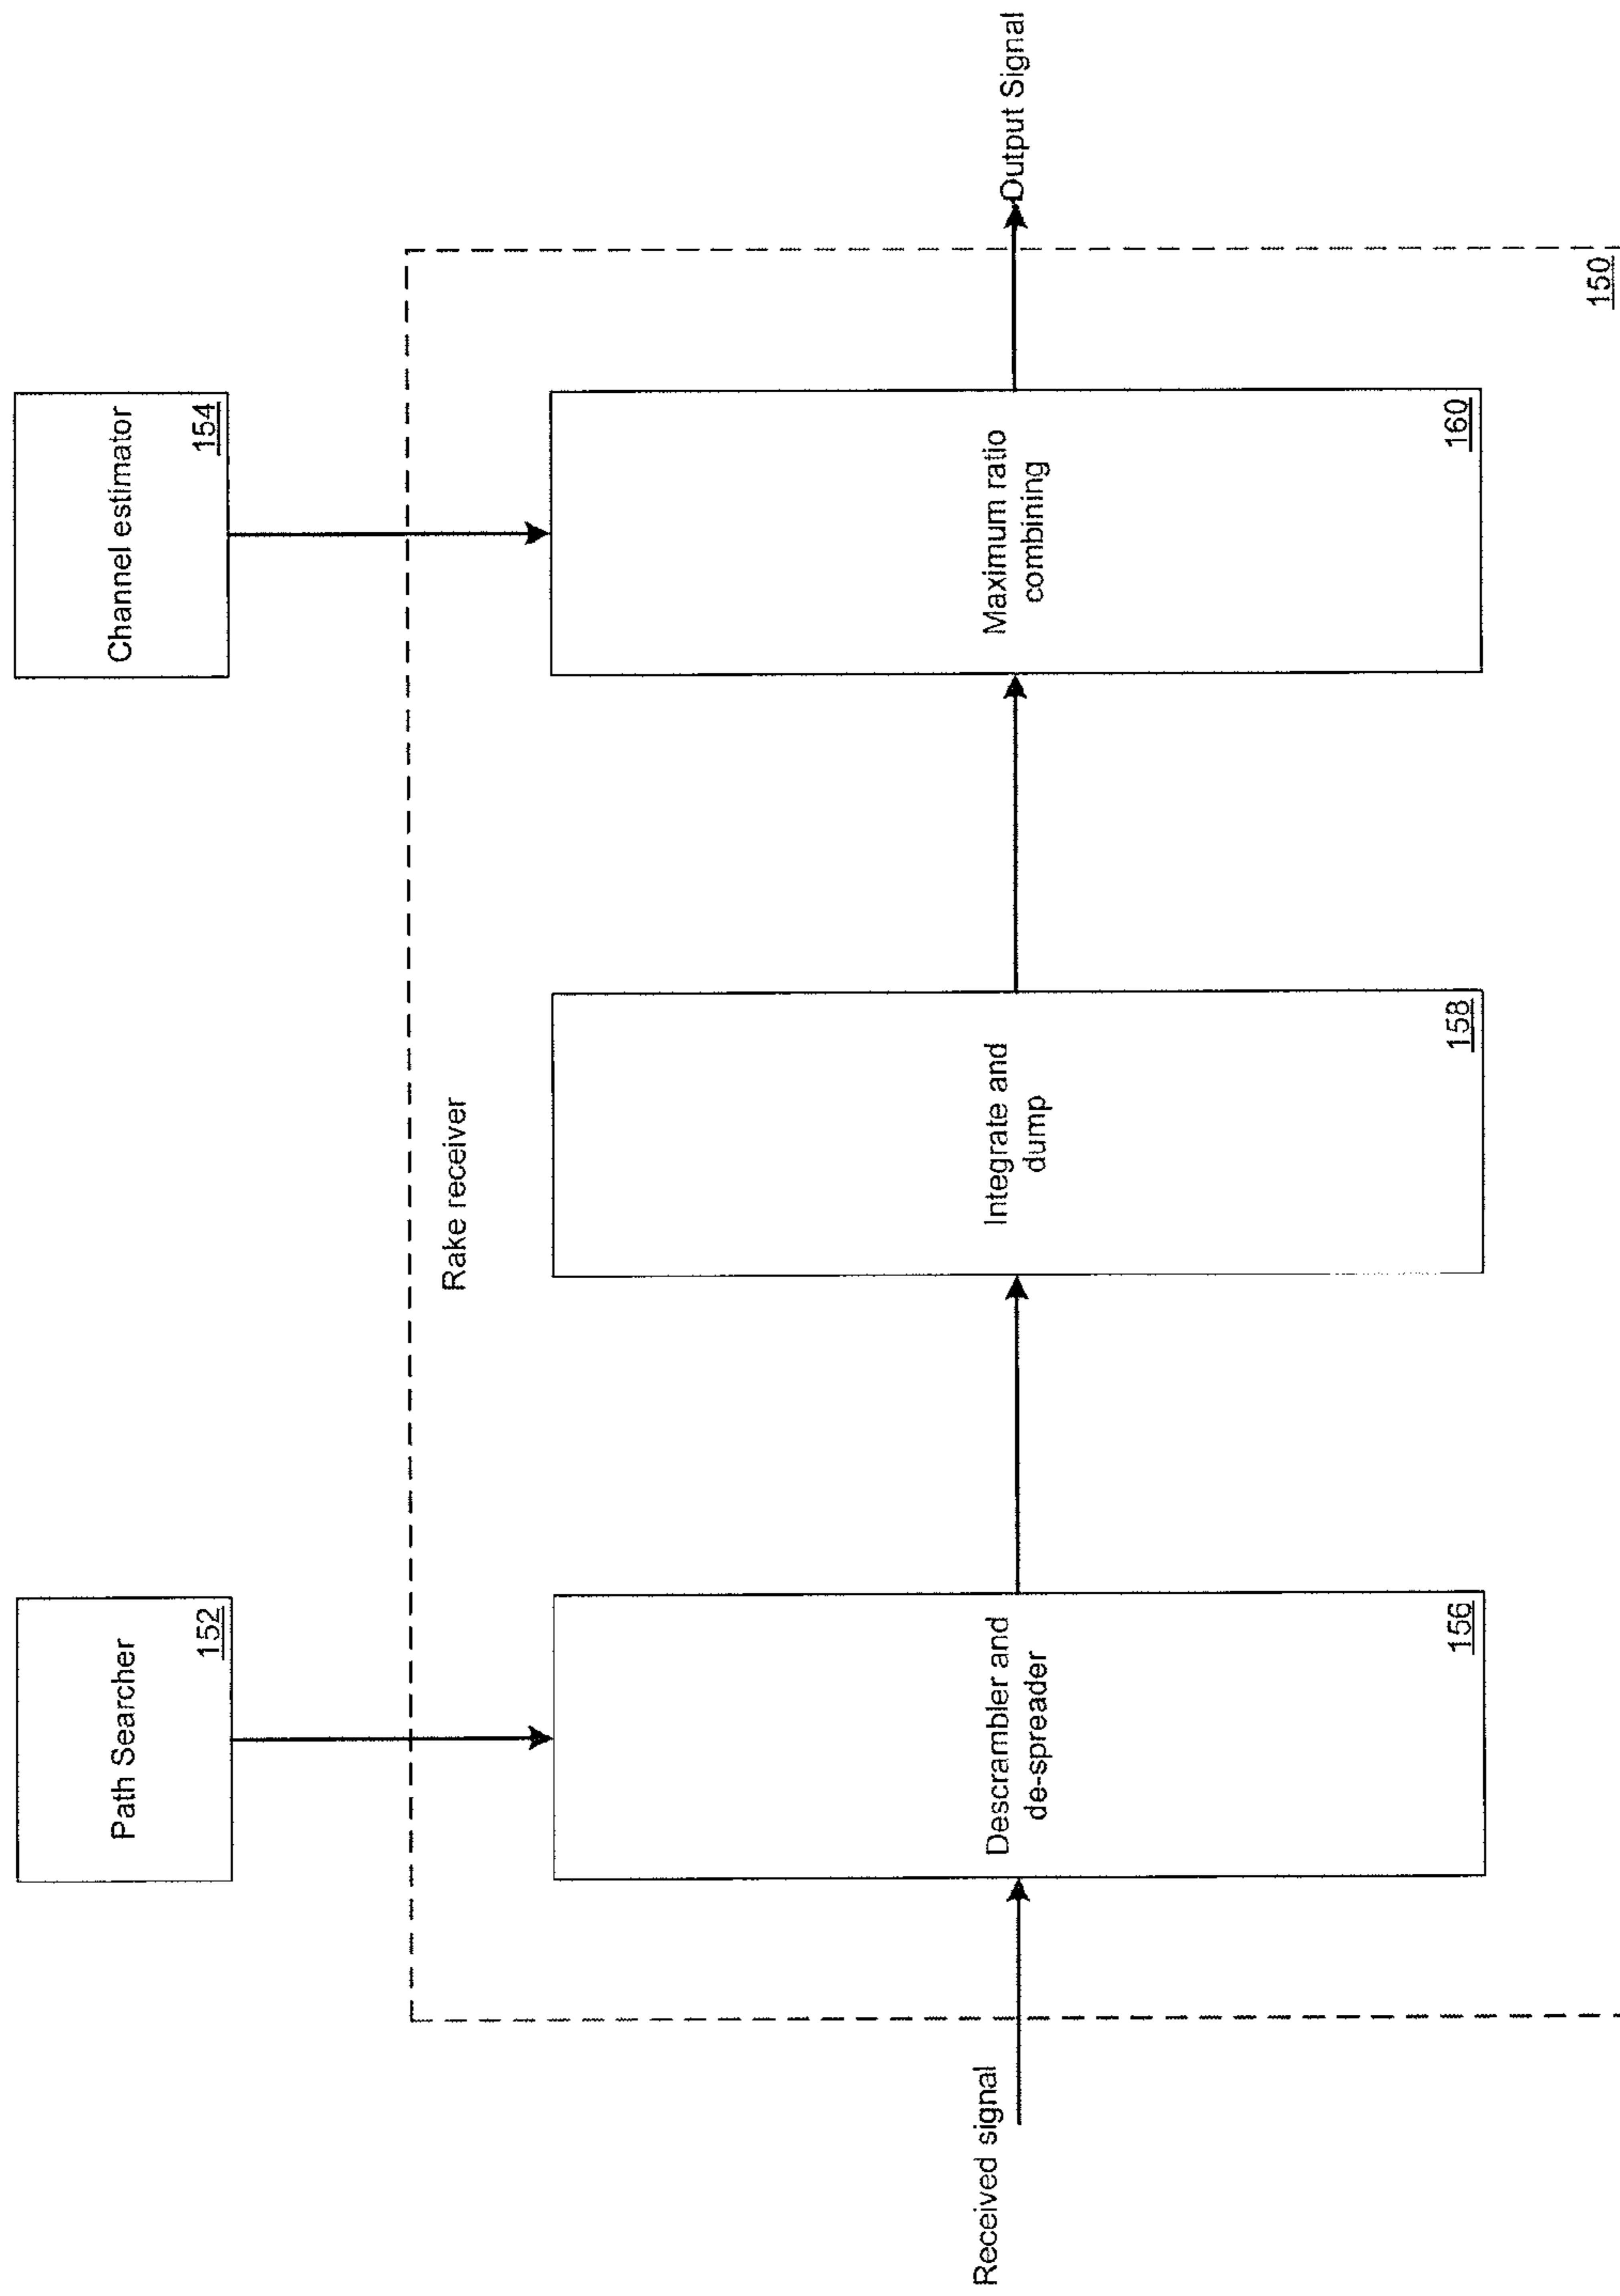 Path Searcher
152
Channel estimator
154
Rake receiver
Received signal
Descrambler and
de-spreader
156
Integrate and
dump
158
Maximum ratio
combining
160
Output Signal
150